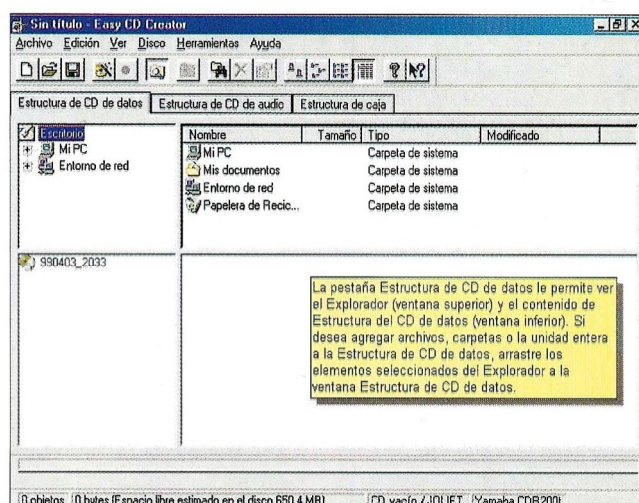 Sin título - Easy CD Creator
Archivo Edición Ver Disco Herramientas Ayuda
Estructura de CD de datos Estructura de CD de audio Estructura de caja
Escritorio
Mi PC
Entorno de red
Nombre Tamaño Tipo Modificado
Mi PC Carpeta de sistema
Mis documentos Carpeta de sistema
Entorno de red Carpeta de sistema
Papelera de Recic... Carpeta de sistema
990403_2033
La pestaña Estructura de CD de datos le permite ver
el Explorador (ventana superior) y el contenido de
Estructura del CD de datos (ventana inferior). Si
desea agregar archivos, carpetas o la unidad entera
a la Estructura de CD de datos, arrastre los
elementos seleccionados del Explorador a la
ventana Estructura de CD de datos.
0 objetos 0 bytes (Espacio libre estimado en el disco 650,4 MB) CD vacío / JOLIET Yamaha CDR200